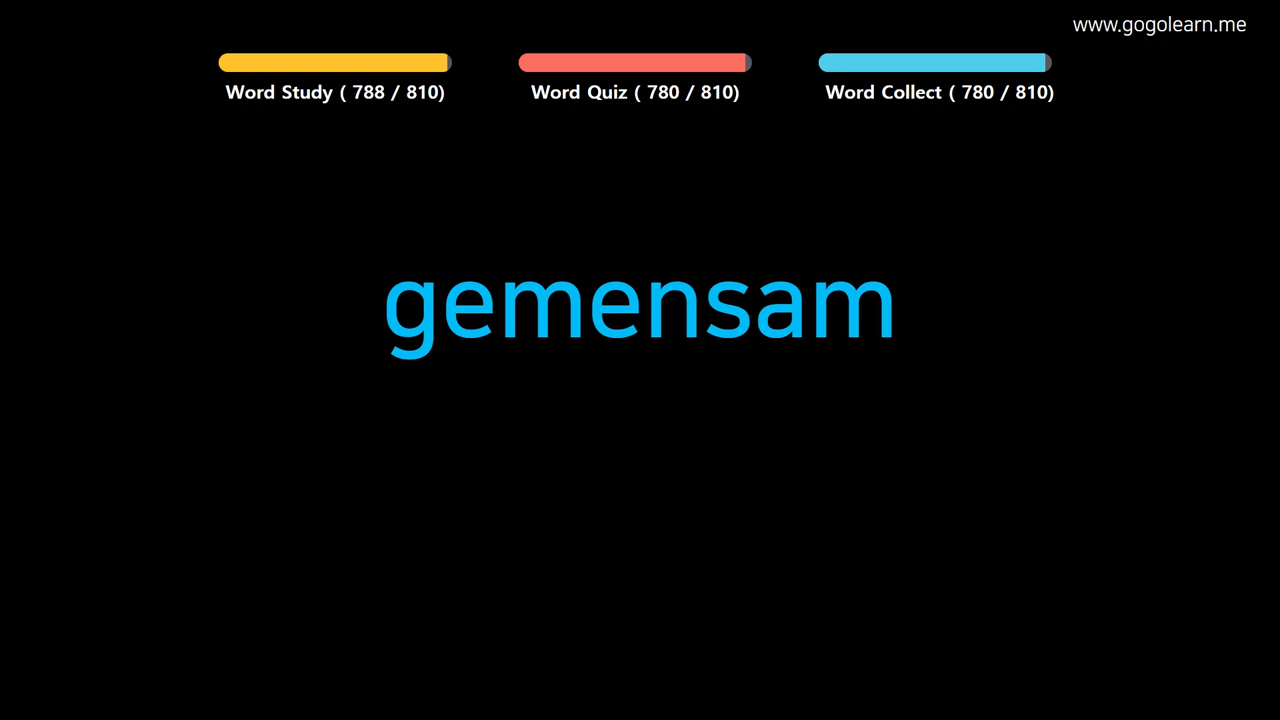 www.gogolearn.me
Word Study ( 788 / 810)
Word Quiz ( 780 / 810)
Word Collect ( 780 / 810)
gemensam